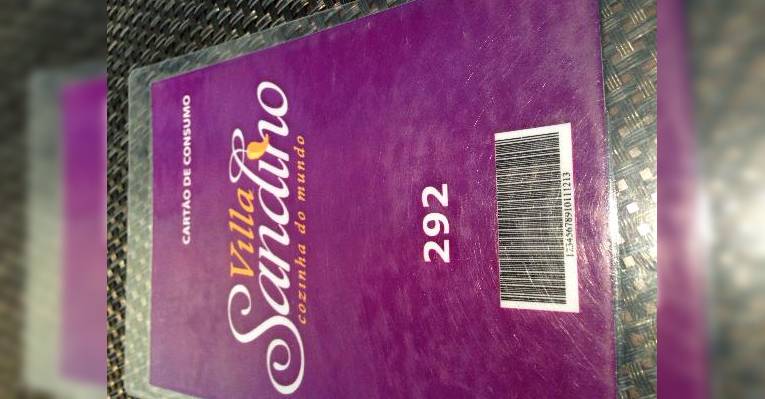 CARTÃO DE CONSUMO
Villa
Sandino
cozinha do mundo
292
12345678910111213